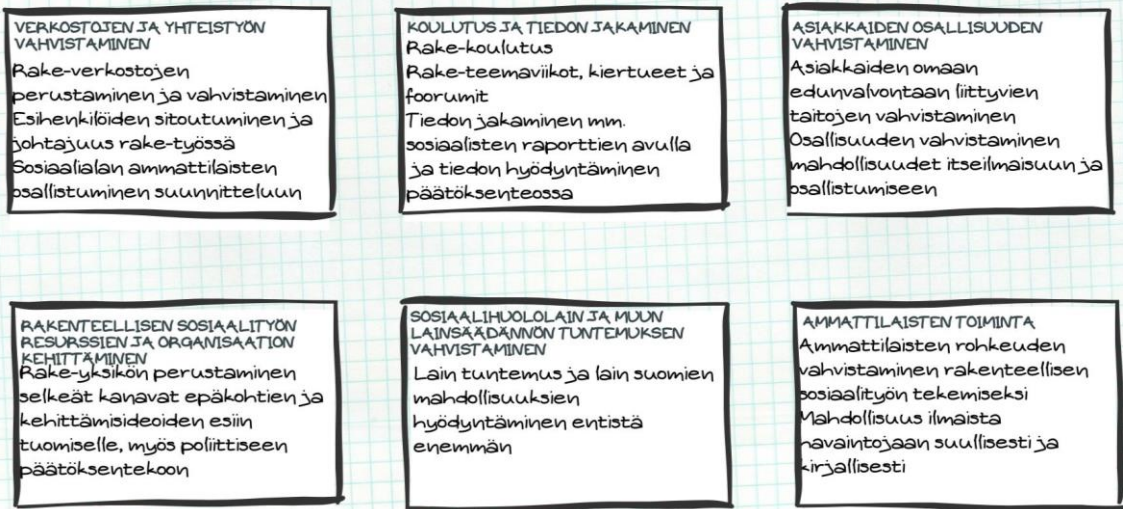 VERKOSTOJEN JA YHTEISTYÖN
VAHVISTAMINEN
Rake-verkostojen
perustaminen ja vahvistaminen
Esihenkilöiden sitoutuminen ja
johtajuus rake-työssä
Sosiaalialan ammattilaisten
osallistuminen suunnitteluun
KOULUTUS JA TIEDON JAKAMINEN
Rake-koulutus
Rake-teemaviikot, kiertueet ja
foorumit
Tiedon jakaminen mm.
sosiaalisten raporttien avulla
ja tiedon hyödyntäminen
päätöksenteossa
ASIAKKAIDEN OSALLISUUDEN
VAHVISTAMINEN
Asiakkaiden omaan
edunvalvontaan liittyvien
taitojen vahvistaminen
Osallisuuden vahvistaminen
mahdollisuudet itseilmaisuun ja
osallistumiseen
RAKENTEELLISEN SOSIAALITYÖN
RESURSSIEN JA ORGANISAATION
KEHITTÄMINEN
Rake-yksikön perustaminen
selkeät kanavat epäkohtien ja
kehittämisideoiden esiin
tuomiselle, myös poliittiseen
päätöksentekoon
SOSIAALIHUOLOLAIN JA MUUN
LAINSÄÄDÄNNÖN TUNTEMUKSEN
VAHVISTAMINEN
Lain tuntemus ja lain suomien
mahdollisuuksien
hyödyntäminen entistä
enemmän
AMMATTILAISTEN TOIMINTA
Ammattilaisten rohkeuden
vahvistaminen rakenteellisen
sosiaalityön tekemiseksi
Mahdollisuus ilmaista
havaintojaan suullisesti ja
kirjallisesti